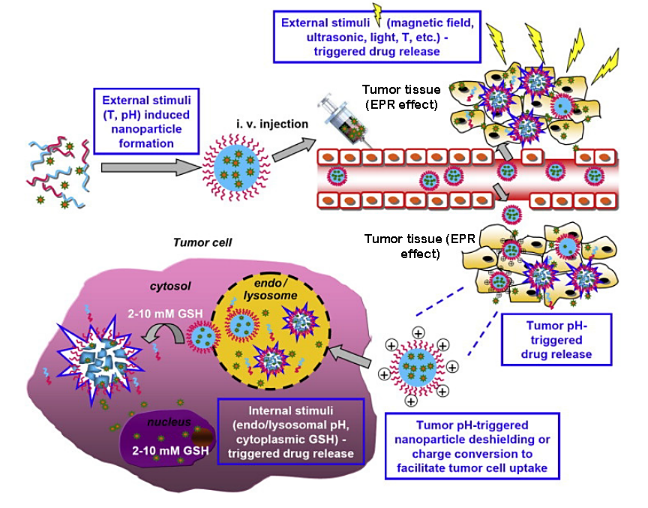 External stimuli (magnetic field,
ultrasonic, light, T, etc.) -
triggered drug release
External stimuli
(T, pH) induced
nanoparticle
formation
i. v. injection
Tumor tissue
(EPR effect)
Tumor tissue (EPR
effect)
Tumor cell
cytosol
endo/
lysosome
2-10 mM GSH
Tumor pH-
triggered
drug release
nucleus
2-10 mM GSH
Internal stimuli
(endo/lysosomal pH,
cytoplasmic GSH) -
triggered drug release
Tumor pH-triggered
nanoparticle deshielding or
charge conversion to
facilitate tumor cell uptake